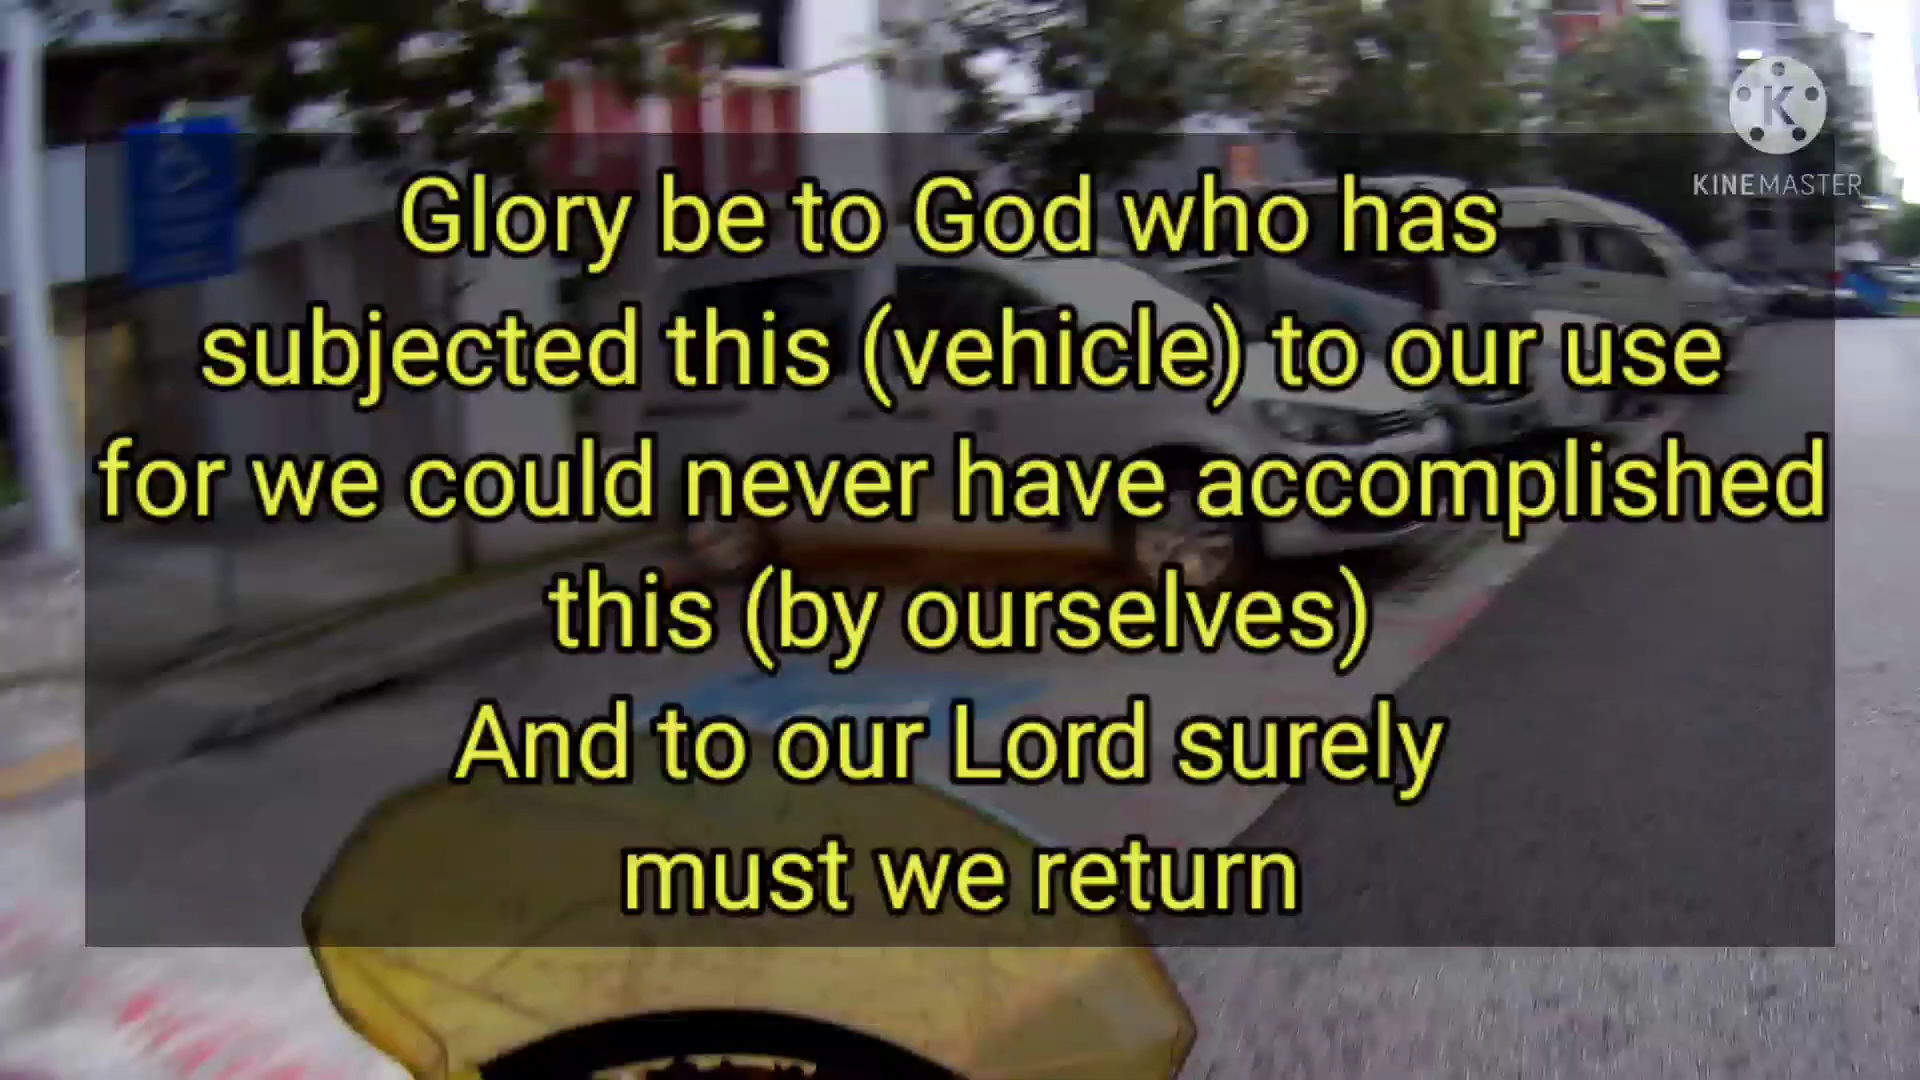 KINEMASTER
Glory be to God who has
subjected this (vehicle) to our use
for we could never have accomplished
this (by ourselves)
And to our Lord surely
must we return